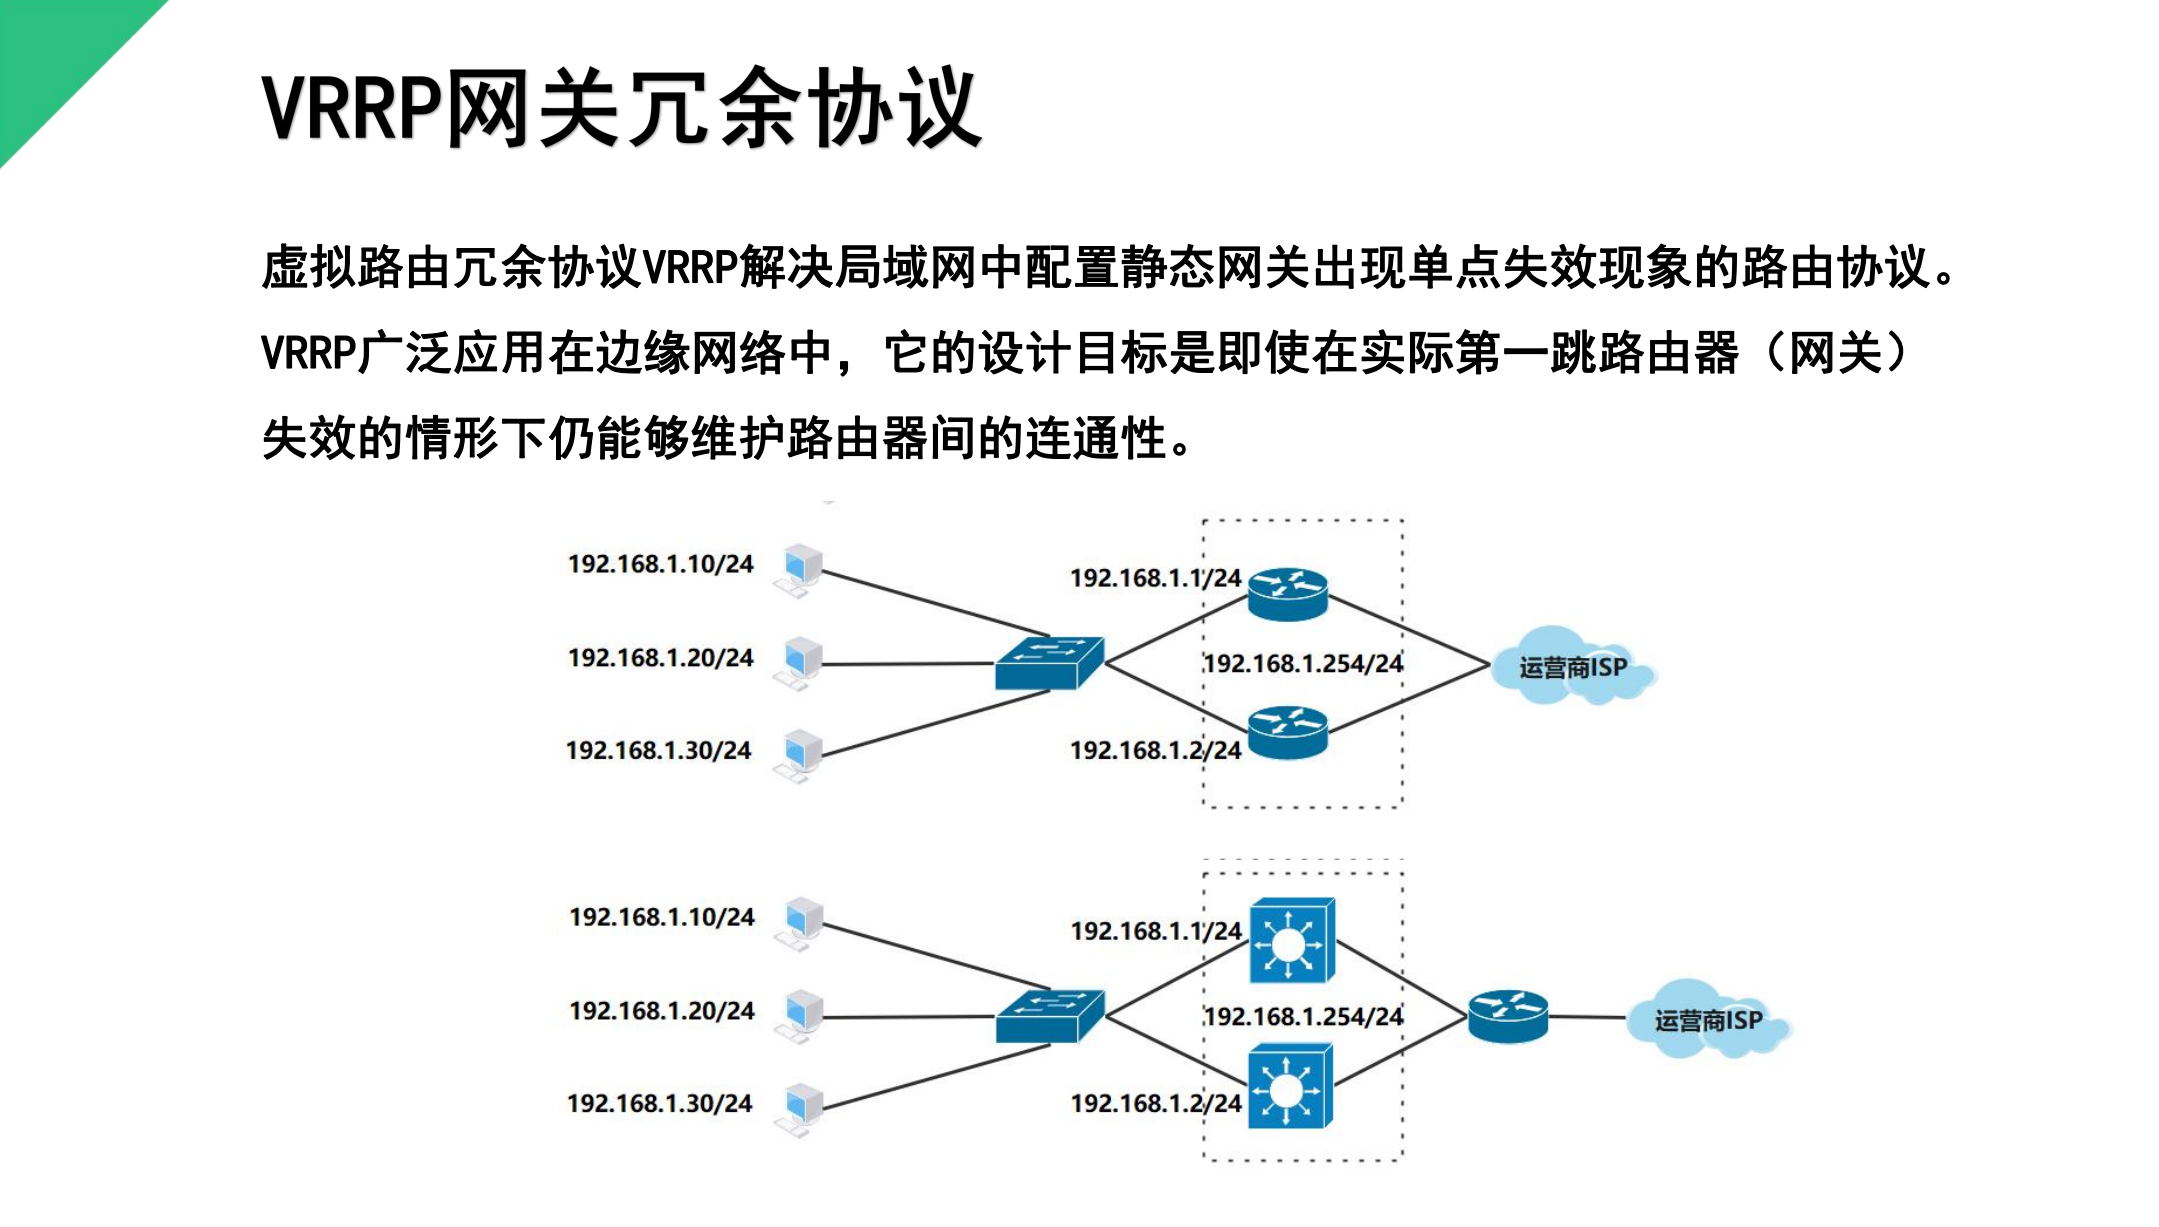 VRRP网关冗余协议
虚拟路由冗余协议VRRP解决局域网中配置静态网关出现单点失效现象的路由协议。
VRRP广泛应用在边缘网络中，它的设计目标是即使在实际第一跳路由器（网关）
失效的情形下仍能够维护路由器间的连通性。
192.168.1.10/24
192.168.1.1/24
192.168.1.20/24
192.168.1.254/24
运营商ISP
192.168.1.30/24
192.168.1.2/24
192.168.1.10/24
192.168.1.1/24
192.168.1.20/24
192.168.1.254/24
运营商ISP
192.168.1.30/24
192.168.1.2/24